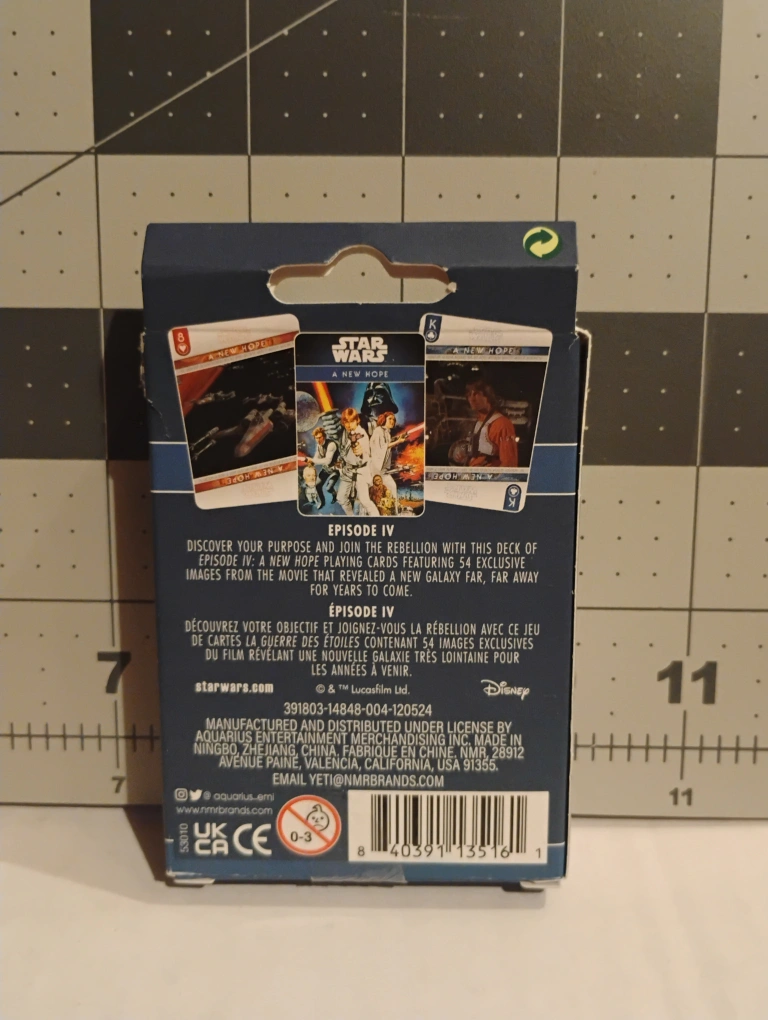 8
A NEW HOPE
A NEW HOPE
STAR
WARS
A NEW HOPE
K
A NEW HOPE
A NEW HOPE
K
EPISODE IV
DISCOVER YOUR PURPOSE AND JOIN THE REBELLION WITH THIS DECK OF
EPISODE IV: A NEW HOPE PLAYING CARDS FEATURING 54 EXCLUSIVE
IMAGES FROM THE MOVIE THAT REVEALED A NEW GALAXY FAR, FAR AWAY
FOR YEARS TO COME.
ÉPISODE IV
DÉCOUVREZ VOTRE OBJECTIF ET JOIGNEZ-VOUS LA RÉBELLION AVEC CE JEU
DE CARTES LA GUERRE DES ÉTOILES CONTENANT 54 IMAGES EXCLUSIVES
DU FILM RÉVÉLANT UNE NOUVELLE GALAXIE TRÈS LOINTAINE POUR
LES ANNÉES À VENIR.
starwars.com © & ™ Lucasfilm Ltd. Disney
391803-14848-004-120524
MANUFACTURED AND DISTRIBUTED UNDER LICENSE BY
AQUARIUS ENTERTAINMENT MERCHANDISING INC. MADE IN
NINGBO, ZHEJIANG, CHINA. FABRIQUE EN CHINE. NMR, 28912
AVENUE PAINE, VALENCIA, CALIFORNIA, USA 91355.
EMAIL YETI@NMRBRANDS.COM
@ aquarius_emi
www.nmrbrands.com
53010
UK
CA CE
0-3
8 40391 13516 1
7
11
7
11